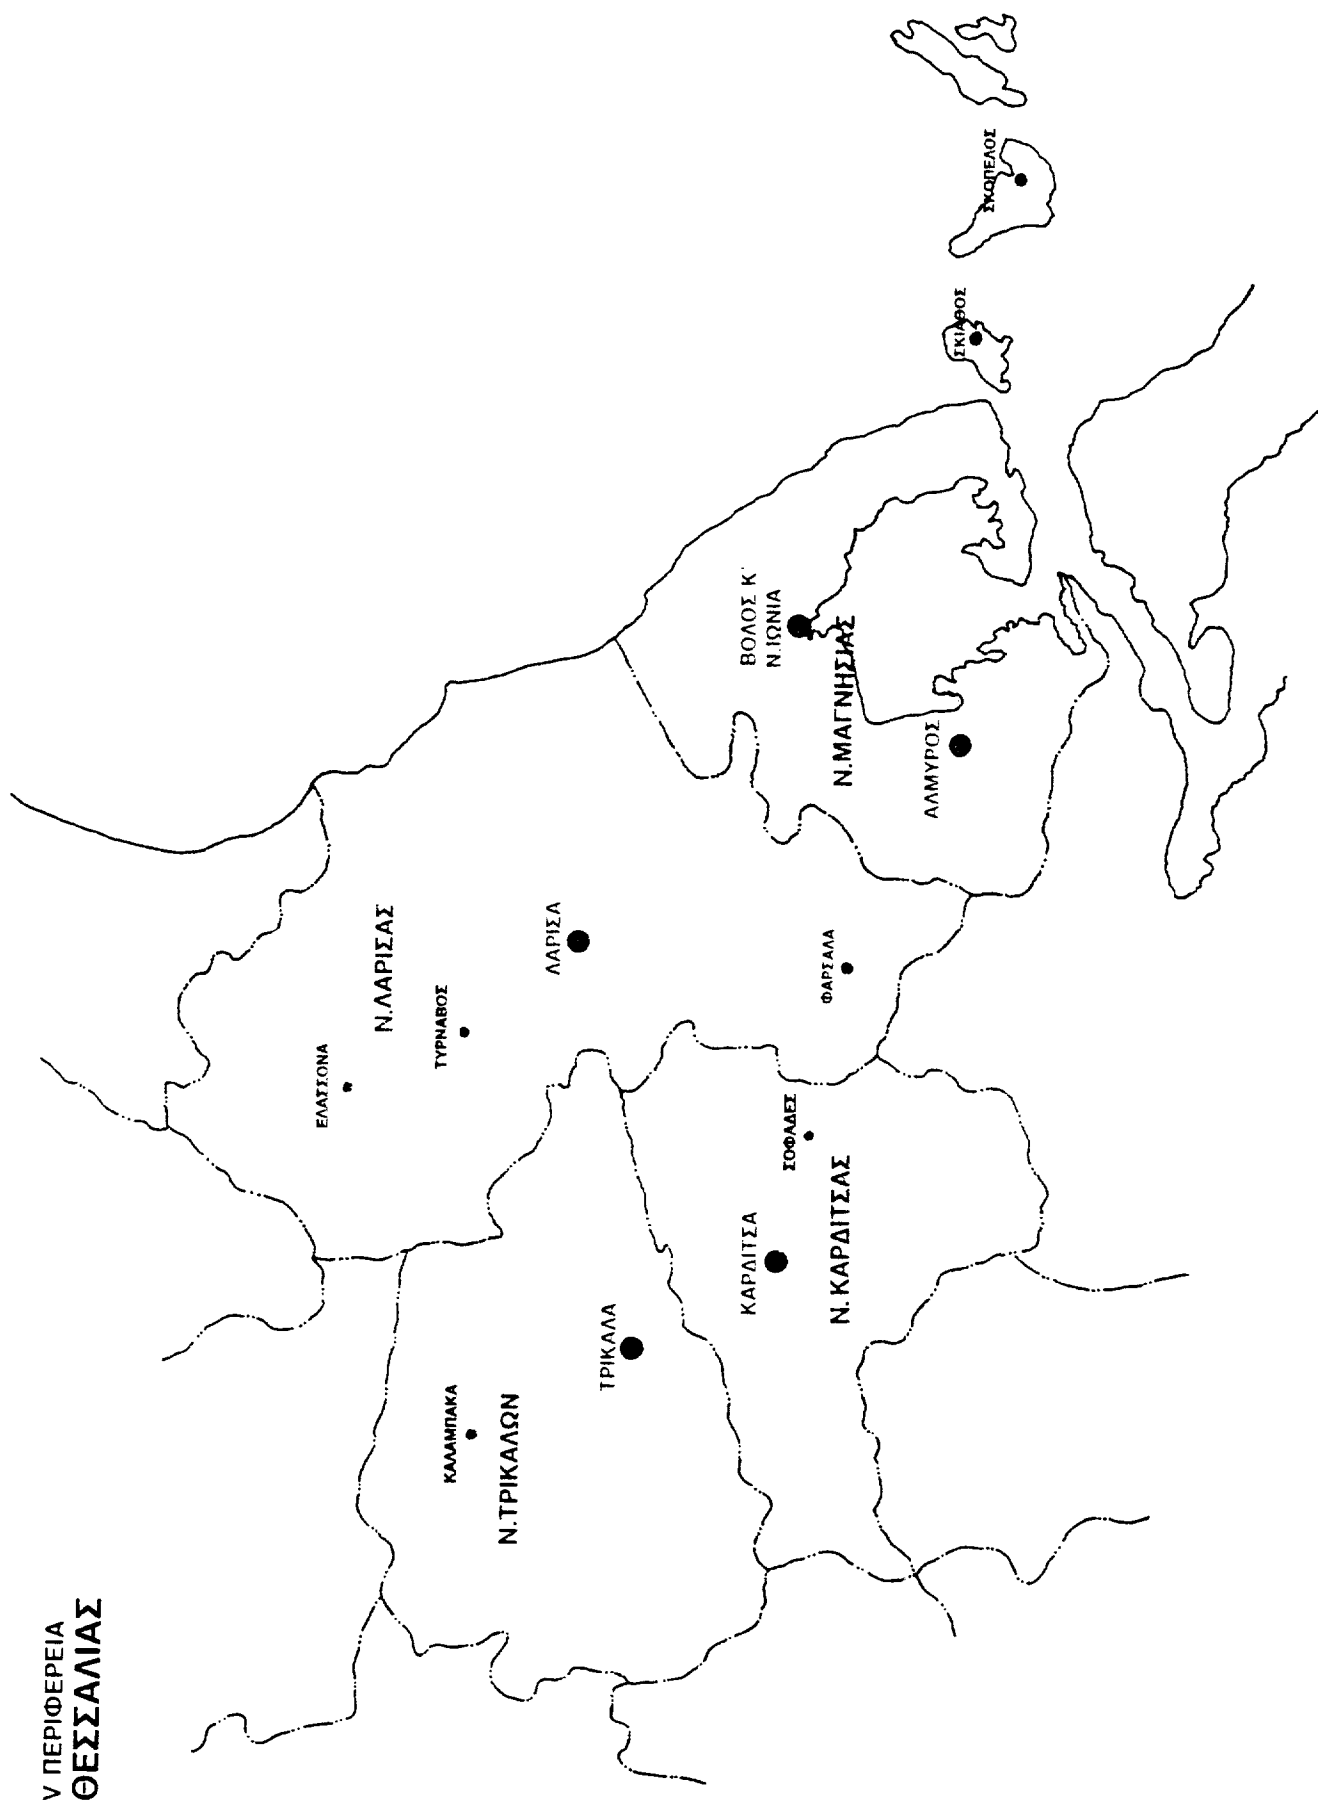 V ΠΕΡΙΦΕΡΕΙΑ
ΘΕΣΣΑΛΙΑΣ
ΕΛΑΣΣΟΝΑ
Ν.ΛΑΡΙΣΑΣ
ΤΥΡΝΑΒΟΣ
ΛΑΡΙΣΑ
ΦΑΡΣΑΛΑ
ΚΑΛΑΜΠΑΚΑ
Ν.ΤΡΙΚΑΛΩΝ
ΤΡΙΚΑΛΑ
ΣΟΦΑΔΕΣ
ΚΑΡΔΙΤΣΑ
Ν.ΚΑΡΔΙΤΣΑΣ
ΒΟΛΟΣ Κ'
Ν.ΙΩΝΙΑ
Ν.ΜΑΓΝΗΣΙΑΣ
ΑΛΜΥΡΟΣ
ΣΚΙΑΘΟΣ
ΣΚΟΠΕΛΟΣ